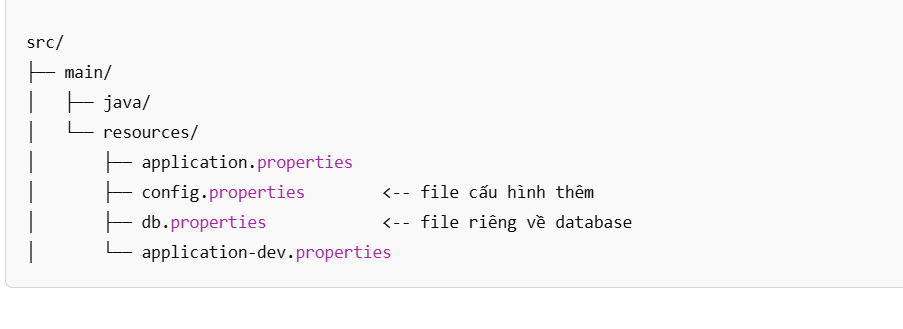 src/
├── main/
│   ├── java/
│   └── resources/
│       ├── application.properties
│       ├── config.properties        <-- file cấu hình thêm
│       ├── db.properties            <-- file riêng về database
│       └── application-dev.properties